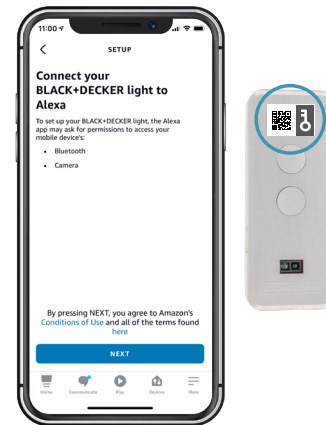 11:00
SETUP
Connect your
BLACK+DECKER light to
Alexa
To set up your BLACK+DECKER light, the Alexa
app may ask for permissions to access your
mobile device's:
• Bluetooth
• Camera
By pressing NEXT, you agree to Amazon's
Conditions of Use and all of the terms found
here
NEXT
Home Communicate Play Devices More